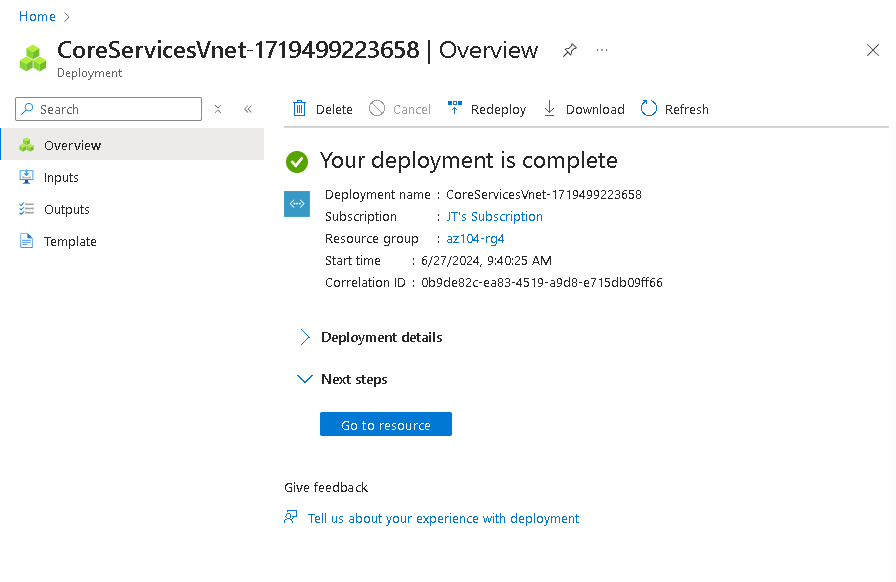 Home
CoreServicesVnet-1719499223658 | Overview
Deployment
Search
Delete Cancel Redeploy Download Refresh
Overview
Inputs
Outputs
Template
Your deployment is complete
Deployment name : CoreServicesVnet-1719499223658
Subscription : JT's Subscription
Resource group : az104-rg4
Start time : 6/27/2024, 9:40:25 AM
Correlation ID : 0b9de82c-ea83-4519-a9d8-e715db09ff66
Deployment details
Next steps
Go to resource
Give feedback
Tell us about your experience with deployment